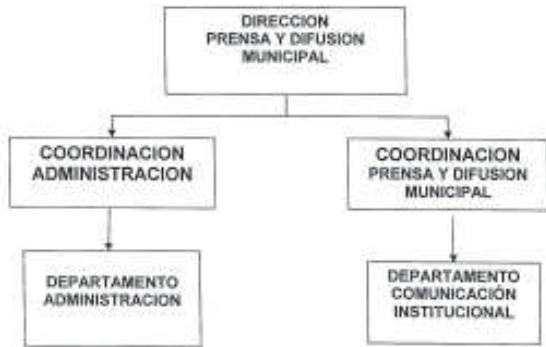 DIRECCION
PRENSA Y DIFUSION
MUNICIPAL
COORDINACION
ADMINISTRACION
COORDINACION
PRENSA Y DIFUSION
MUNICIPAL
DEPARTAMENTO
ADMINISTRACION
DEPARTAMENTO
COMUNICACIÓN
INSTITUCIONAL